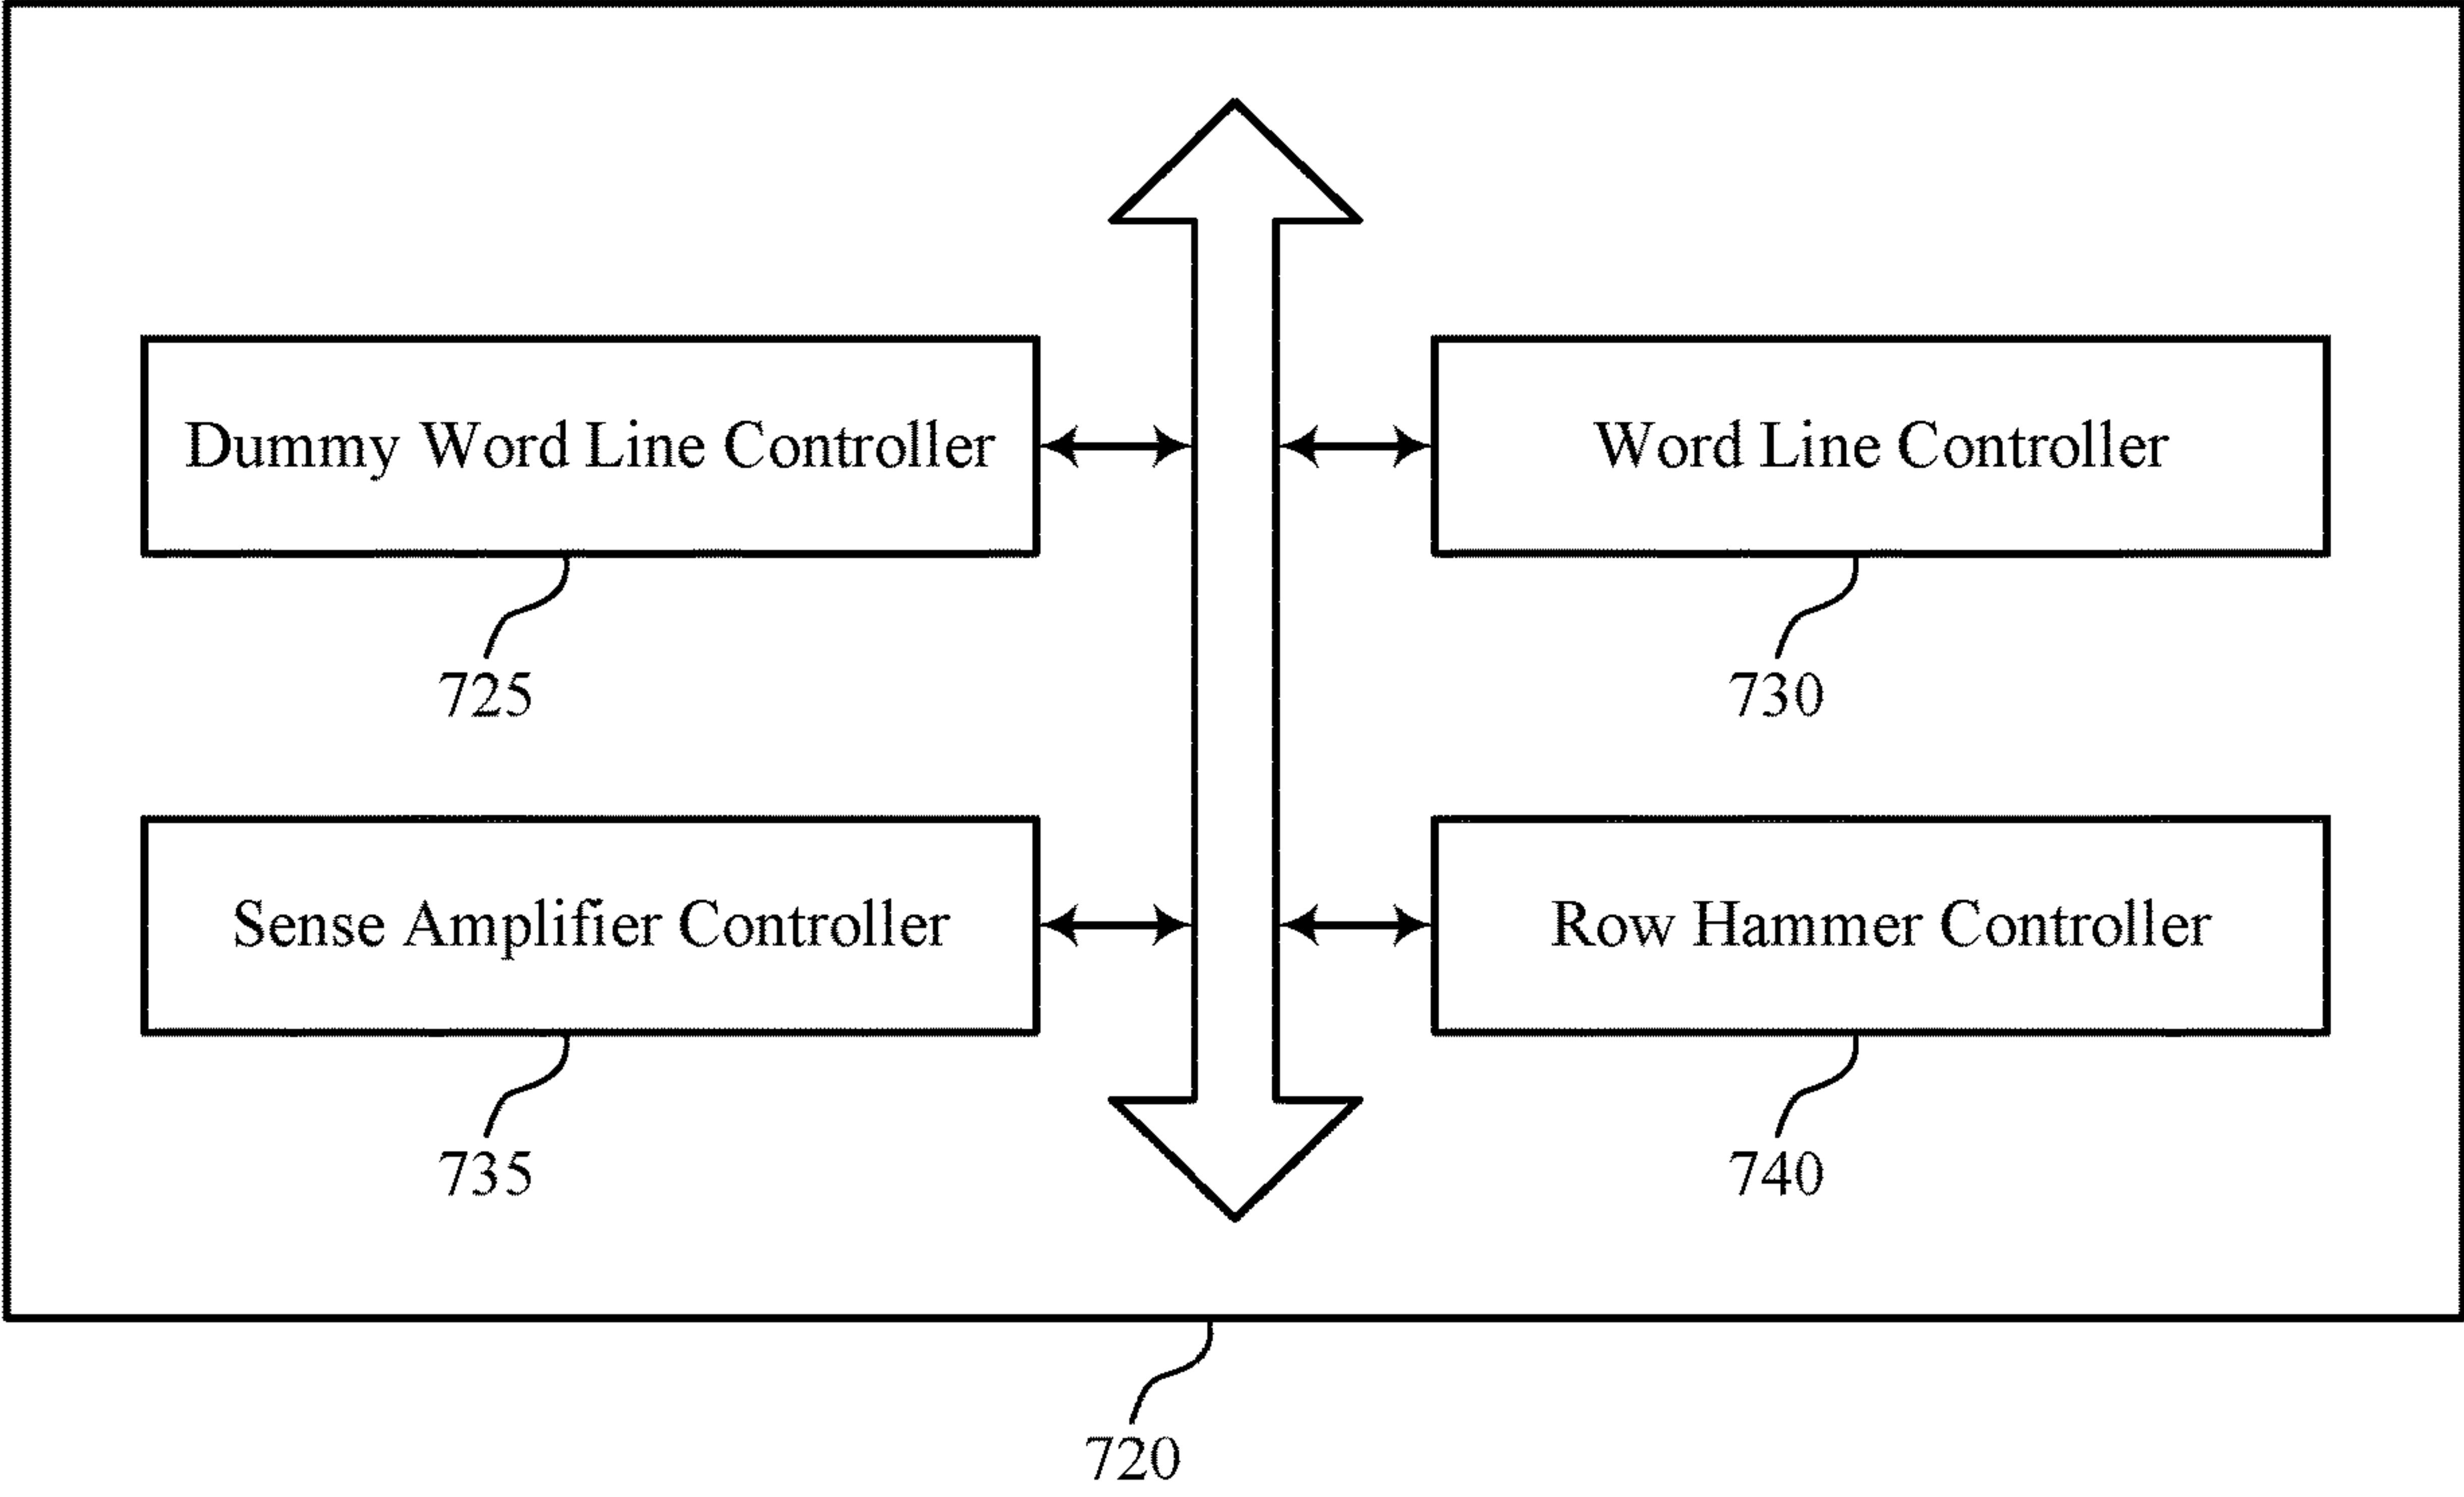 Dummy Word Line Controller
Word Line Controller
725
730
Sense Amplifier Controller
Row Hammer Controller
735
740
720